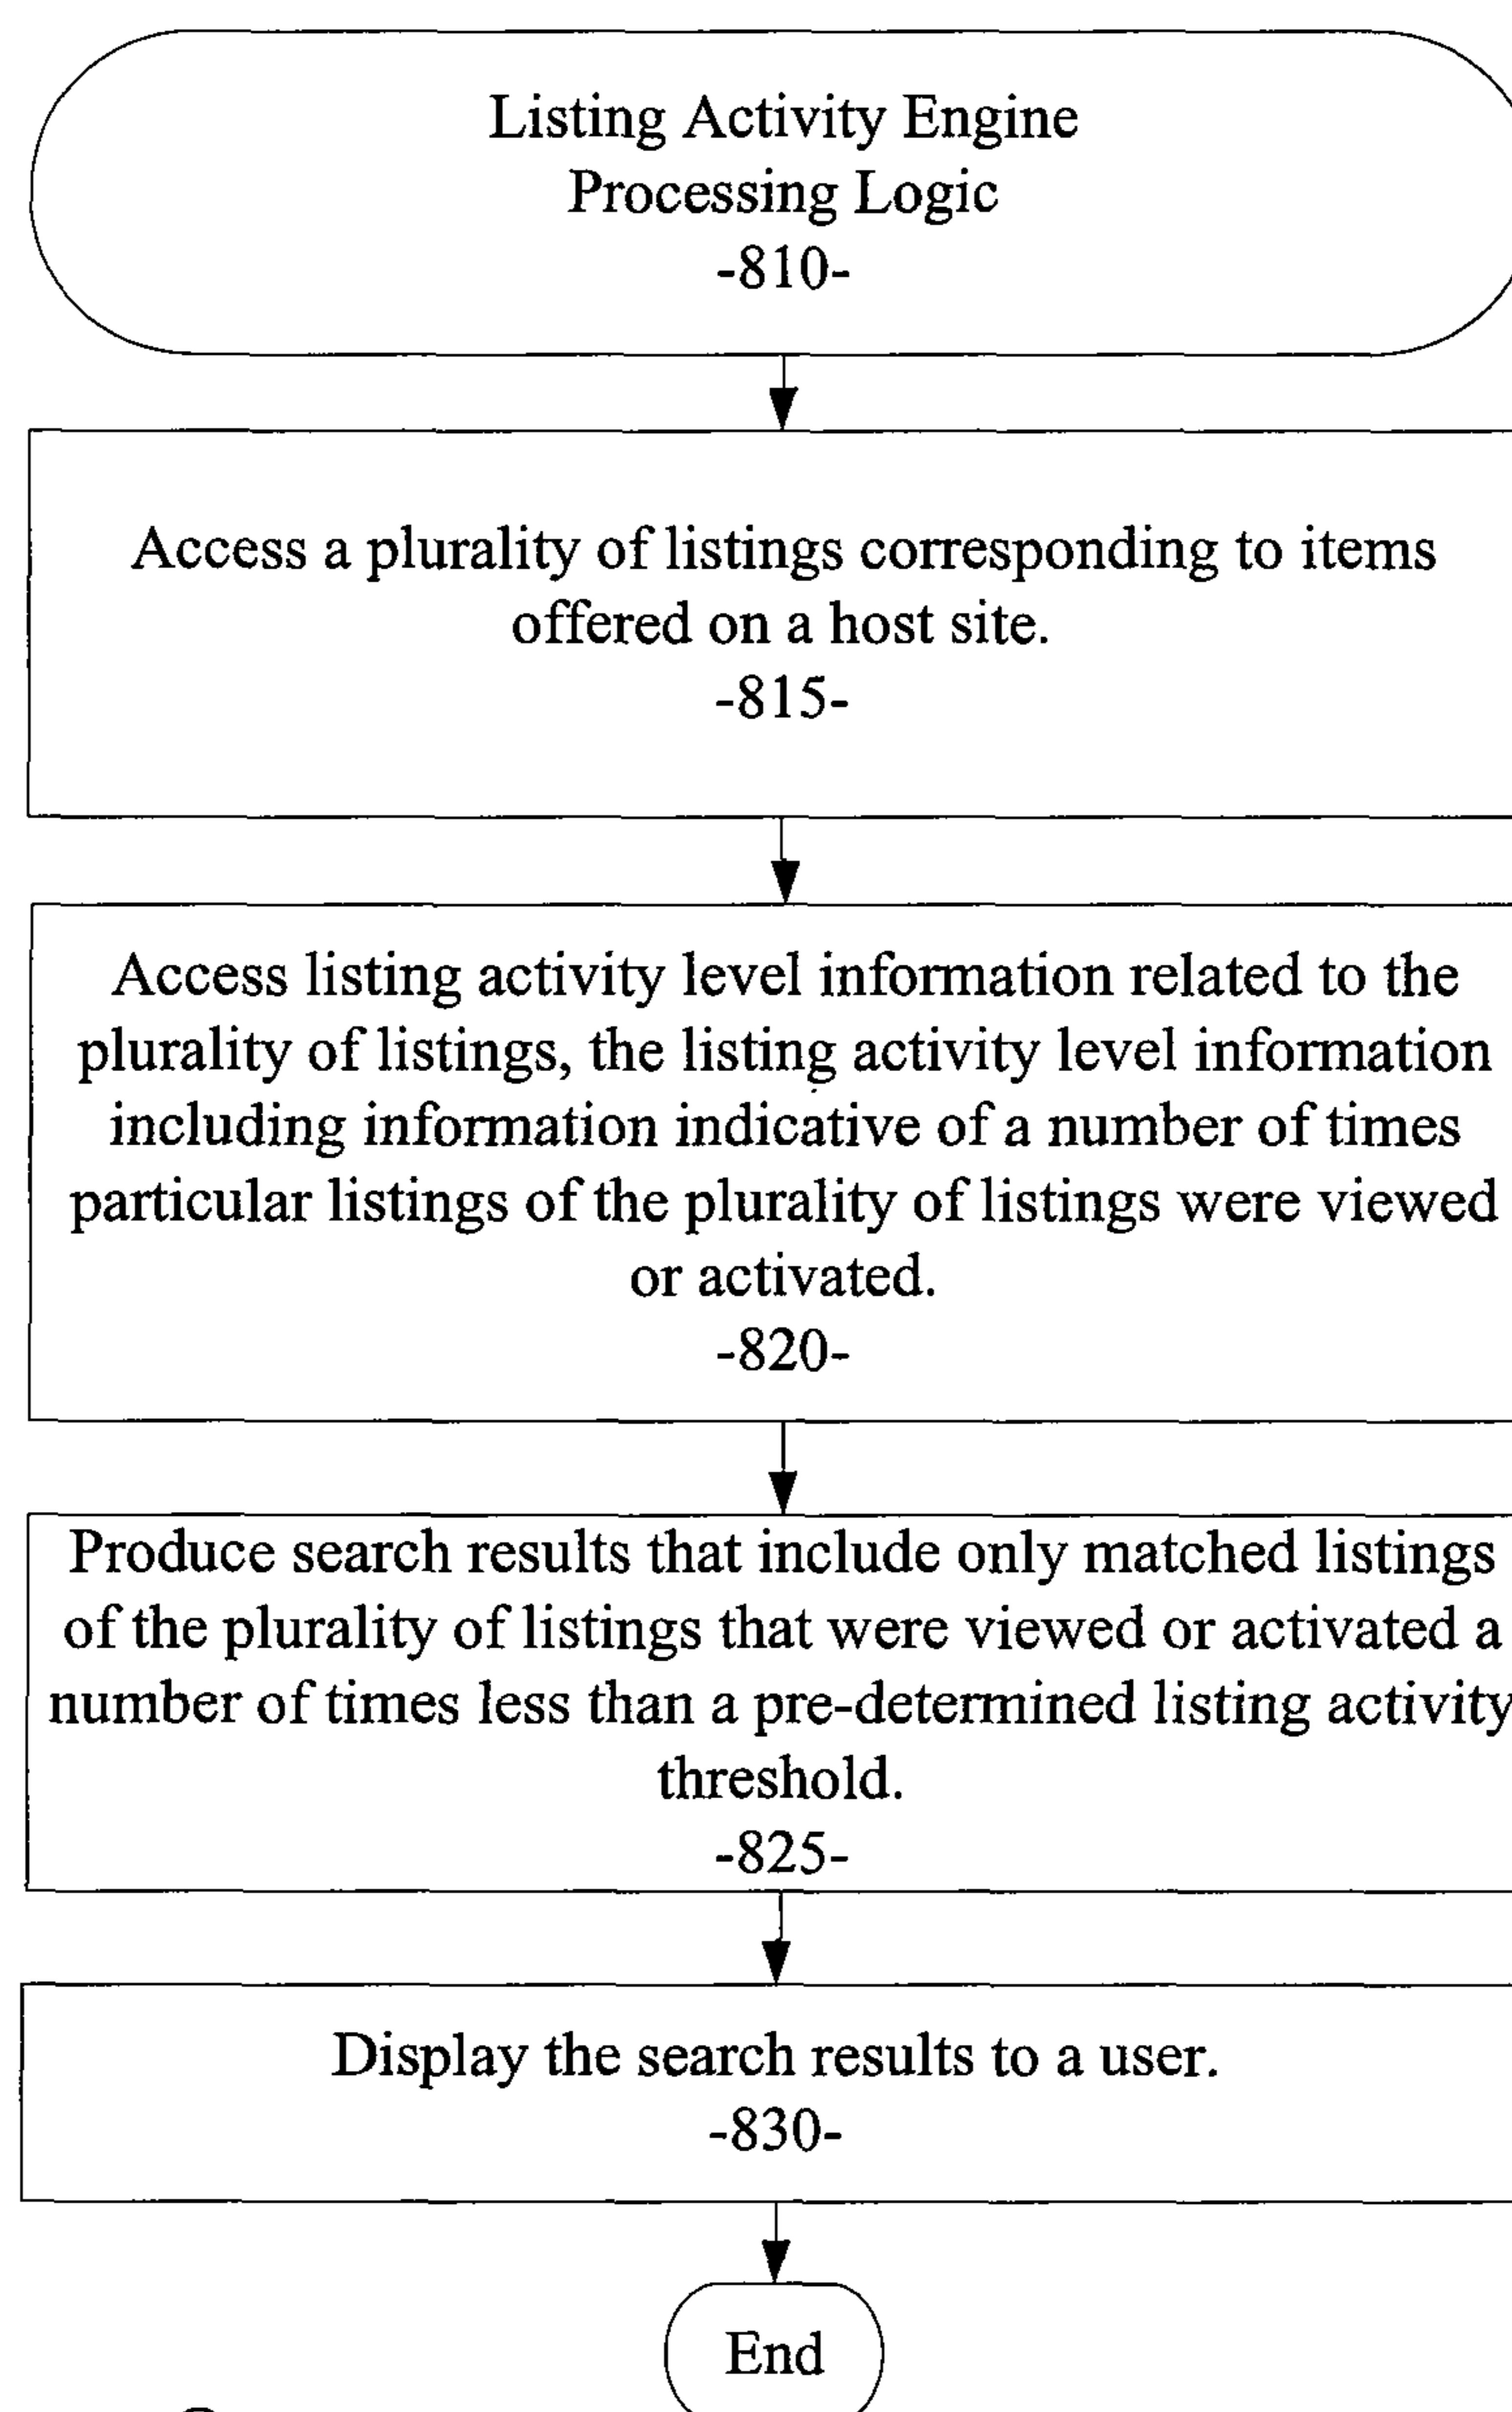 Listing Activity Engine
Processing Logic
-810-
Access a plurality of listings corresponding to items
offered on a host site.
-815-
Access listing activity level information related to the
plurality of listings, the listing activity level information
including information indicative of a number of times
particular listings of the plurality of listings were viewed
or activated.
-820-
Produce search results that include only matched listings
of the plurality of listings that were viewed or activated a
number of times less than a pre-determined listing activity
threshold.
-825-
Display the search results to a user.
-830-
End